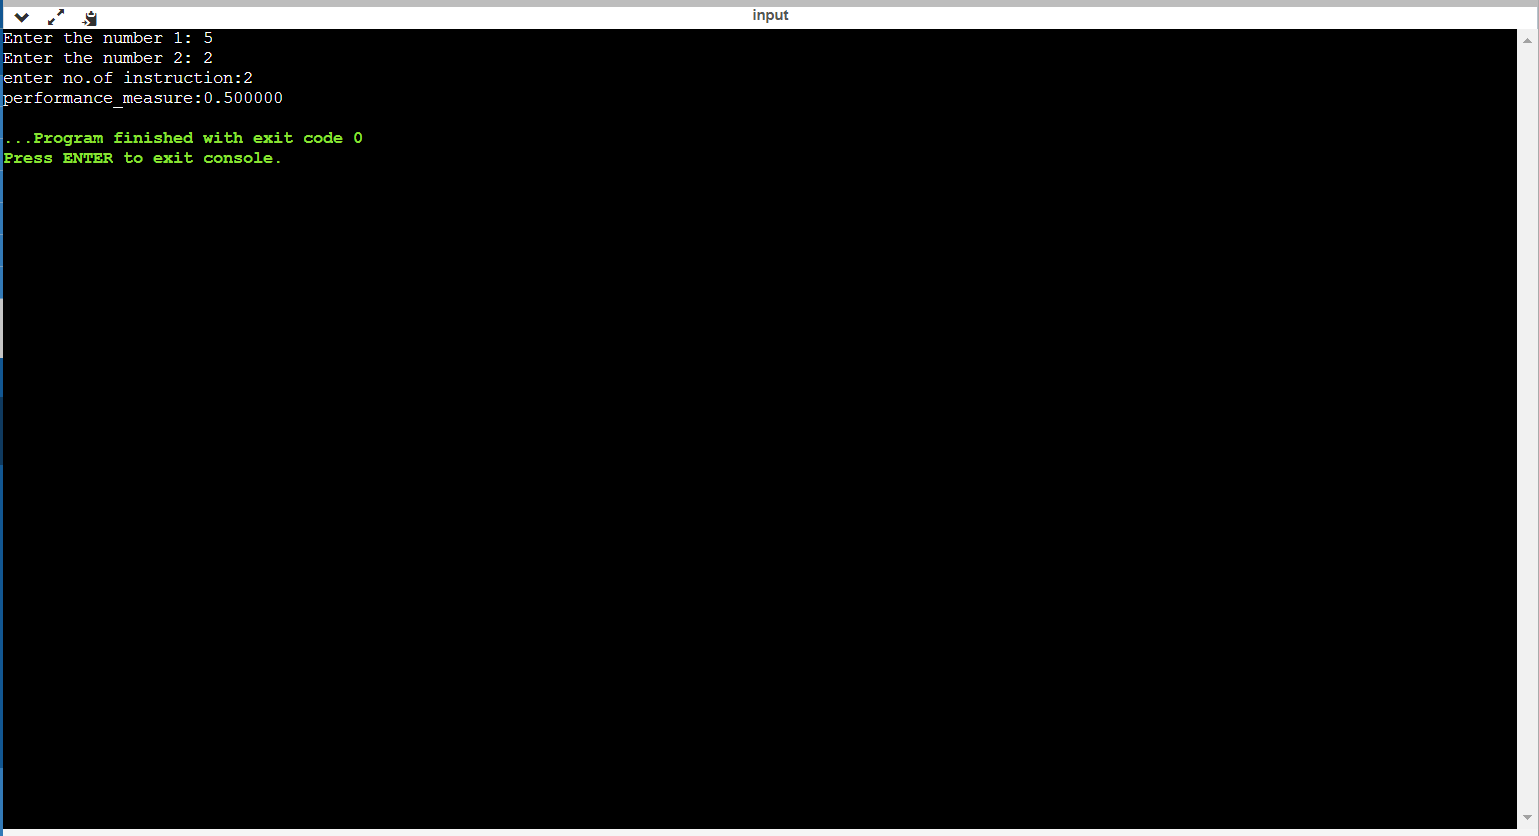 input
Enter the number 1: 5
Enter the number 2: 2
enter no.of instruction:2
performance_measure:0.500000
...Program finished with exit code 0
Press ENTER to exit console.